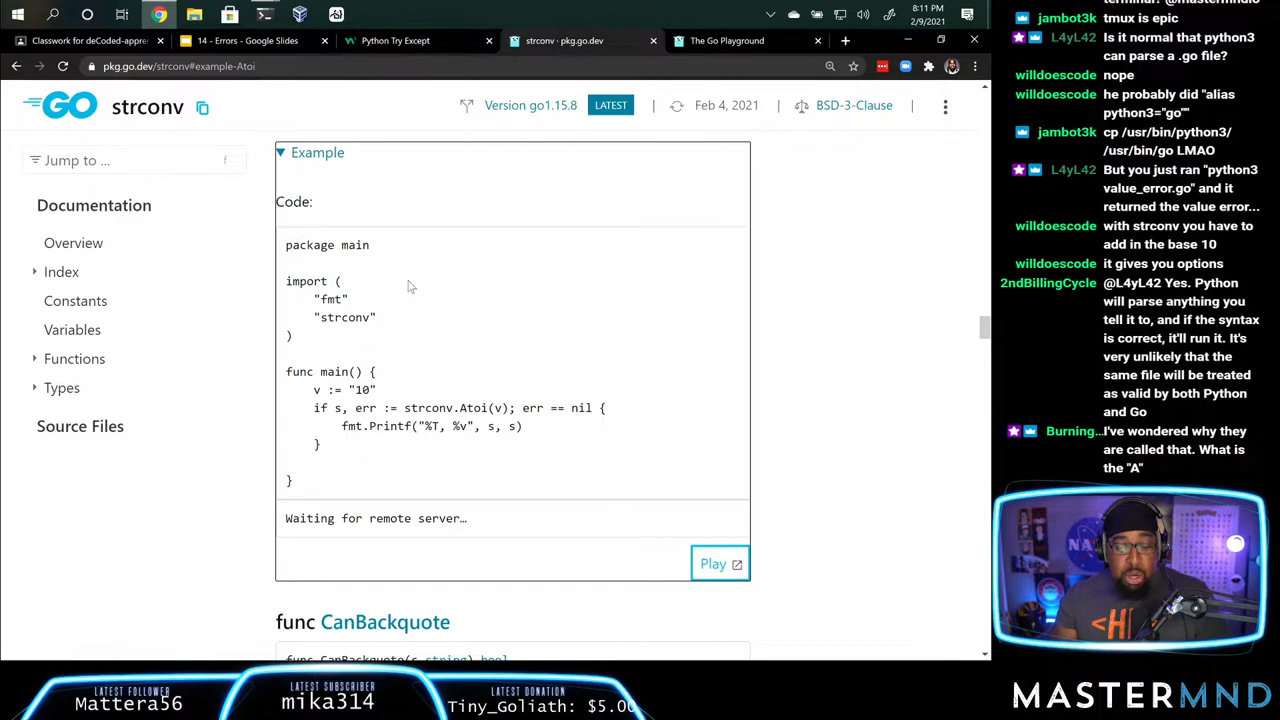 8:11 PM
2/9/2021
Classwork for deCoded-appre
14 - Errors - Google Slides
Python Try Except
strconv · pkg.go.dev
The Go Playground
pkg.go.dev/strconv#example-Atoi
GO
strconv
Version go1.15.8
LATEST
Feb 4, 2021
BSD-3-Clause
Jump to ...
f
Documentation
Overview
Index
Constants
Variables
Functions
Types
Source Files
Example
Code:
package main
import (
"fmt"
"strconv"
)
func main() {
v := "10"
if s, err := strconv.Atoi(v); err == nil {
fmt.Printf("%T, %v", s, s)
}
}
Waiting for remote server…
Play
func CanBackquote
func CanBackquote(s string) bool
jambot3k tmux is epic
L4yL42 Is it normal that python3
can parse a .go file?
willdoescode nope
willdoescode he probably did "alias
python3="go""
jambot3k cp /usr/bin/python3/
/usr/bin/go LMAO
L4yL42 But you just ran "python3
value_error.go" and it
returned the value error...
willdoescode with strconv you have to
add in the base 10
willdoescode it gives you options
2ndBillingCycle @L4yL42 Yes. Python
will parse anything you
tell it to, and if the syntax
is correct, it'll run it. It's
very unlikely that the
same file will be treated
as valid by both Python
and Go
Burning... I've wondered why they
are called that. What is
the "A"
NASA
<H(
LATEST FOLLOWER
Mattera56
LATEST SUBSCRIBER
mika314
LATEST DONATION
Tiny_Goliath: $5.00
MASTERMND